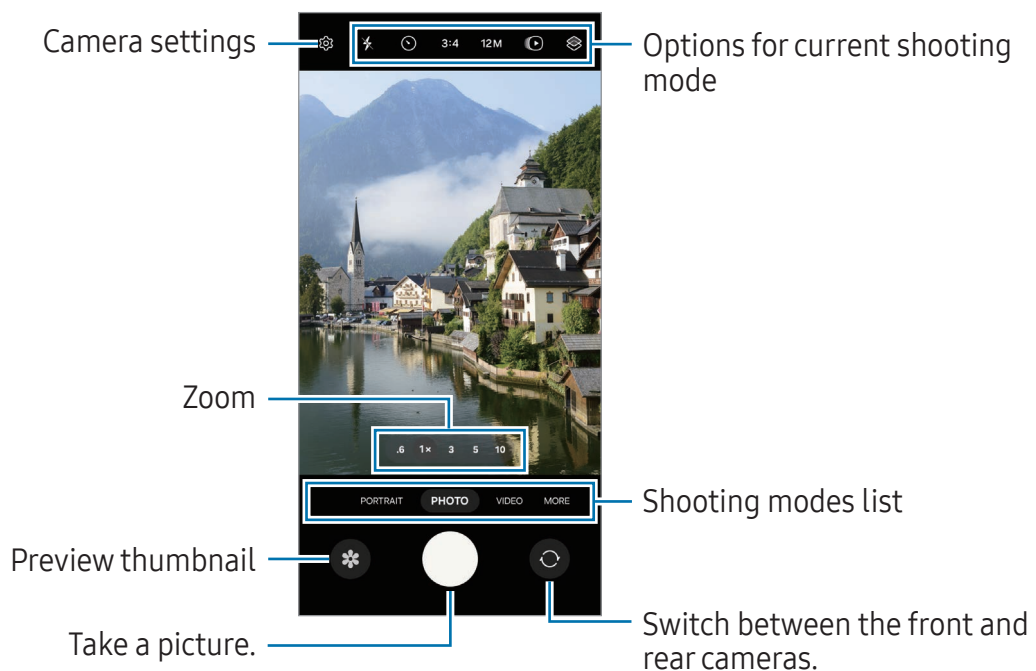 Camera settings
3:4 12M
Options for current shooting
mode
Zoom
.6 1× 3 5 10
PORTRAIT PHOTO VIDEO MORE
Shooting modes list
Preview thumbnail
Take a picture.
Switch between the front and
rear cameras.